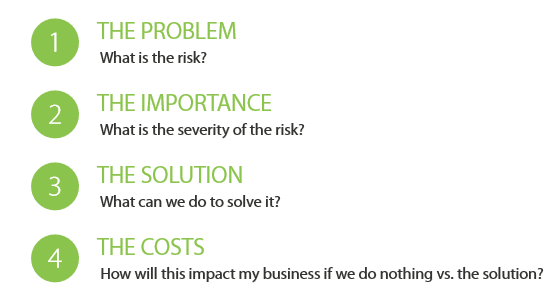 1
THE PROBLEM
What is the risk?
2
THE IMPORTANCE
What is the severity of the risk?
3
THE SOLUTION
What can we do to solve it?
4
THE COSTS
How will this impact my business if we do nothing vs. the solution?